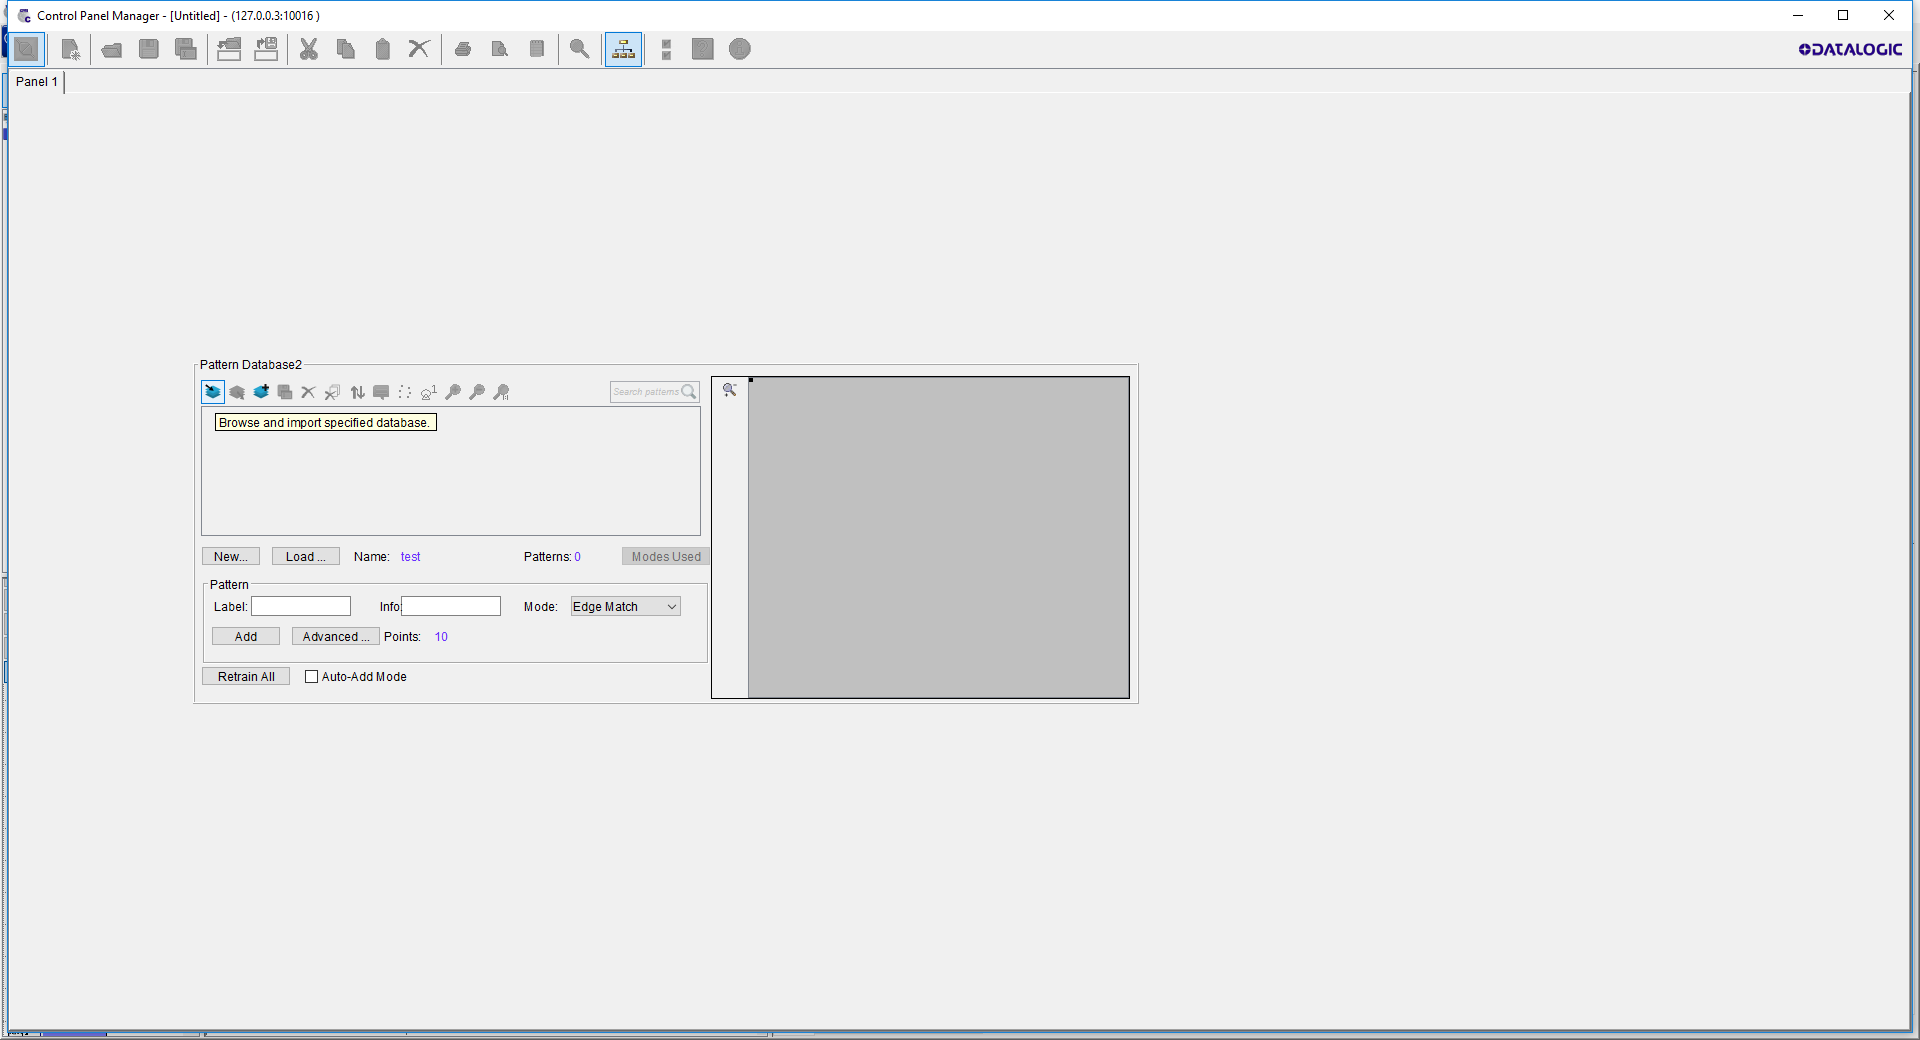 Control Panel Manager - [Untitled] - (127.0.0.3:10016 )
DATALOGIC
Panel 1
Pattern Database2
Search patterns
Browse and import specified database.
New... Load ... Name: test Patterns: 0 Modes Used
Pattern
Label: Info: Mode: Edge Match
Add Advanced ... Points: 10
Retrain All Auto-Add Mode